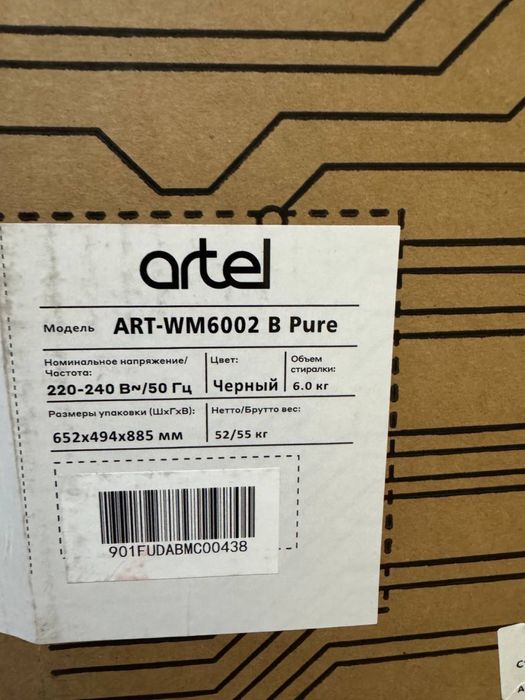 artel
Модель ART-WM6002 B Pure
Номинальное напряжение/
Частота:
220-240 В~/50 Гц
Цвет:
Черный
Объем
стиралки:
6.0 кг
Размеры упаковки (ШхГхВ):
652x494x885 мм
Нетто/Брутто вес:
52/55 кг
901FUDABMC00438